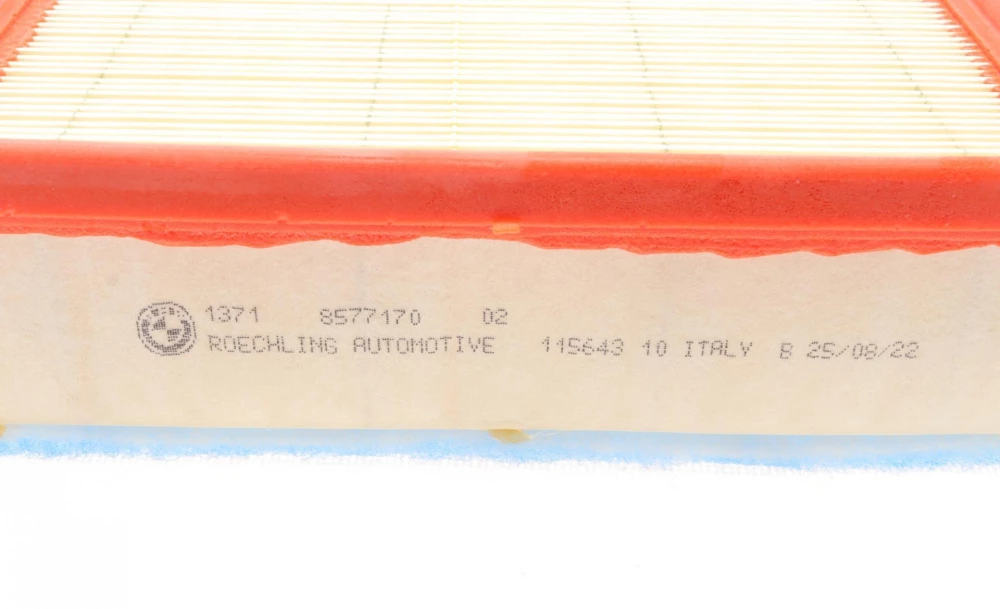 1371 8577170 02
ROECHLING AUTOMOTIVE 115643 10 ITALY B 25/08/22